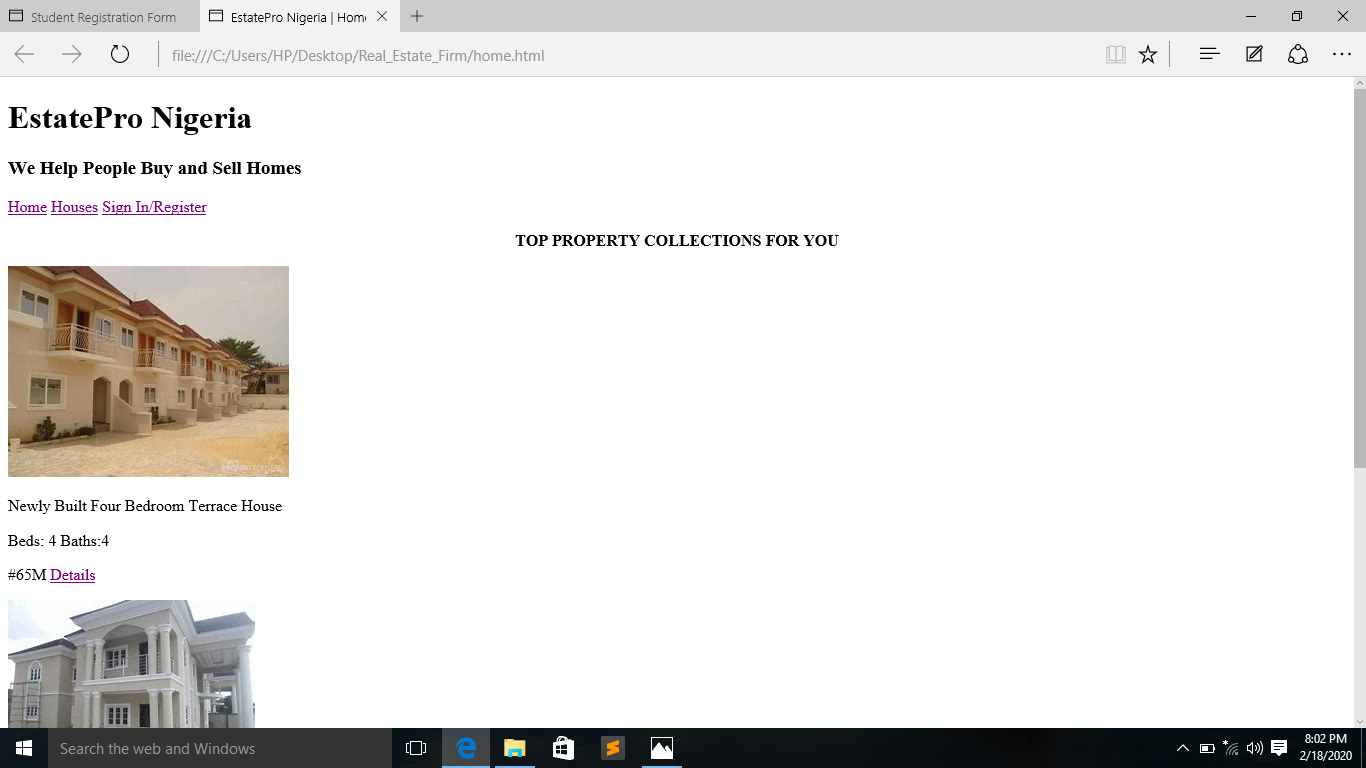 Student Registration Form
EstatePro Nigeria | Hom
file:///C:/Users/HP/Desktop/Real_Estate_Firm/home.html
EstatePro Nigeria
We Help People Buy and Sell Homes
Home Houses Sign In/Register
TOP PROPERTY COLLECTIONS FOR YOU
Newly Built Four Bedroom Terrace House
Beds: 4 Baths:4
#65M Details
Search the web and Windows
8:02 PM
2/18/2020